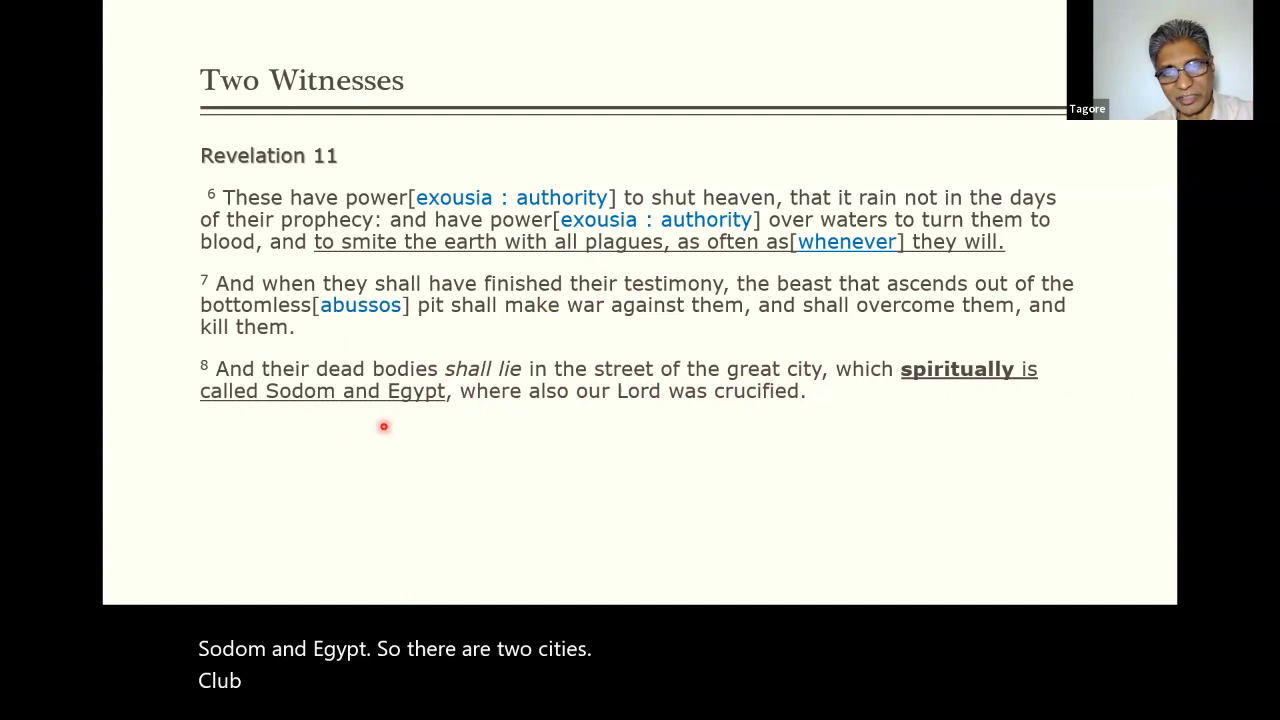 Two Witnesses
Tagore
Revelation 11
6 These have power[exousia : authority] to shut heaven, that it rain not in the days
of their prophecy: and have power[exousia : authority] over waters to turn them to
blood, and to smite the earth with all plagues, as often as[whenever] they will.
7 And when they shall have finished their testimony, the beast that ascends out of the
bottomless[abussos] pit shall make war against them, and shall overcome them, and
kill them.
8 And their dead bodies shall lie in the street of the great city, which spiritually is
called Sodom and Egypt, where also our Lord was crucified.
Sodom and Egypt. So there are two cities.
Club